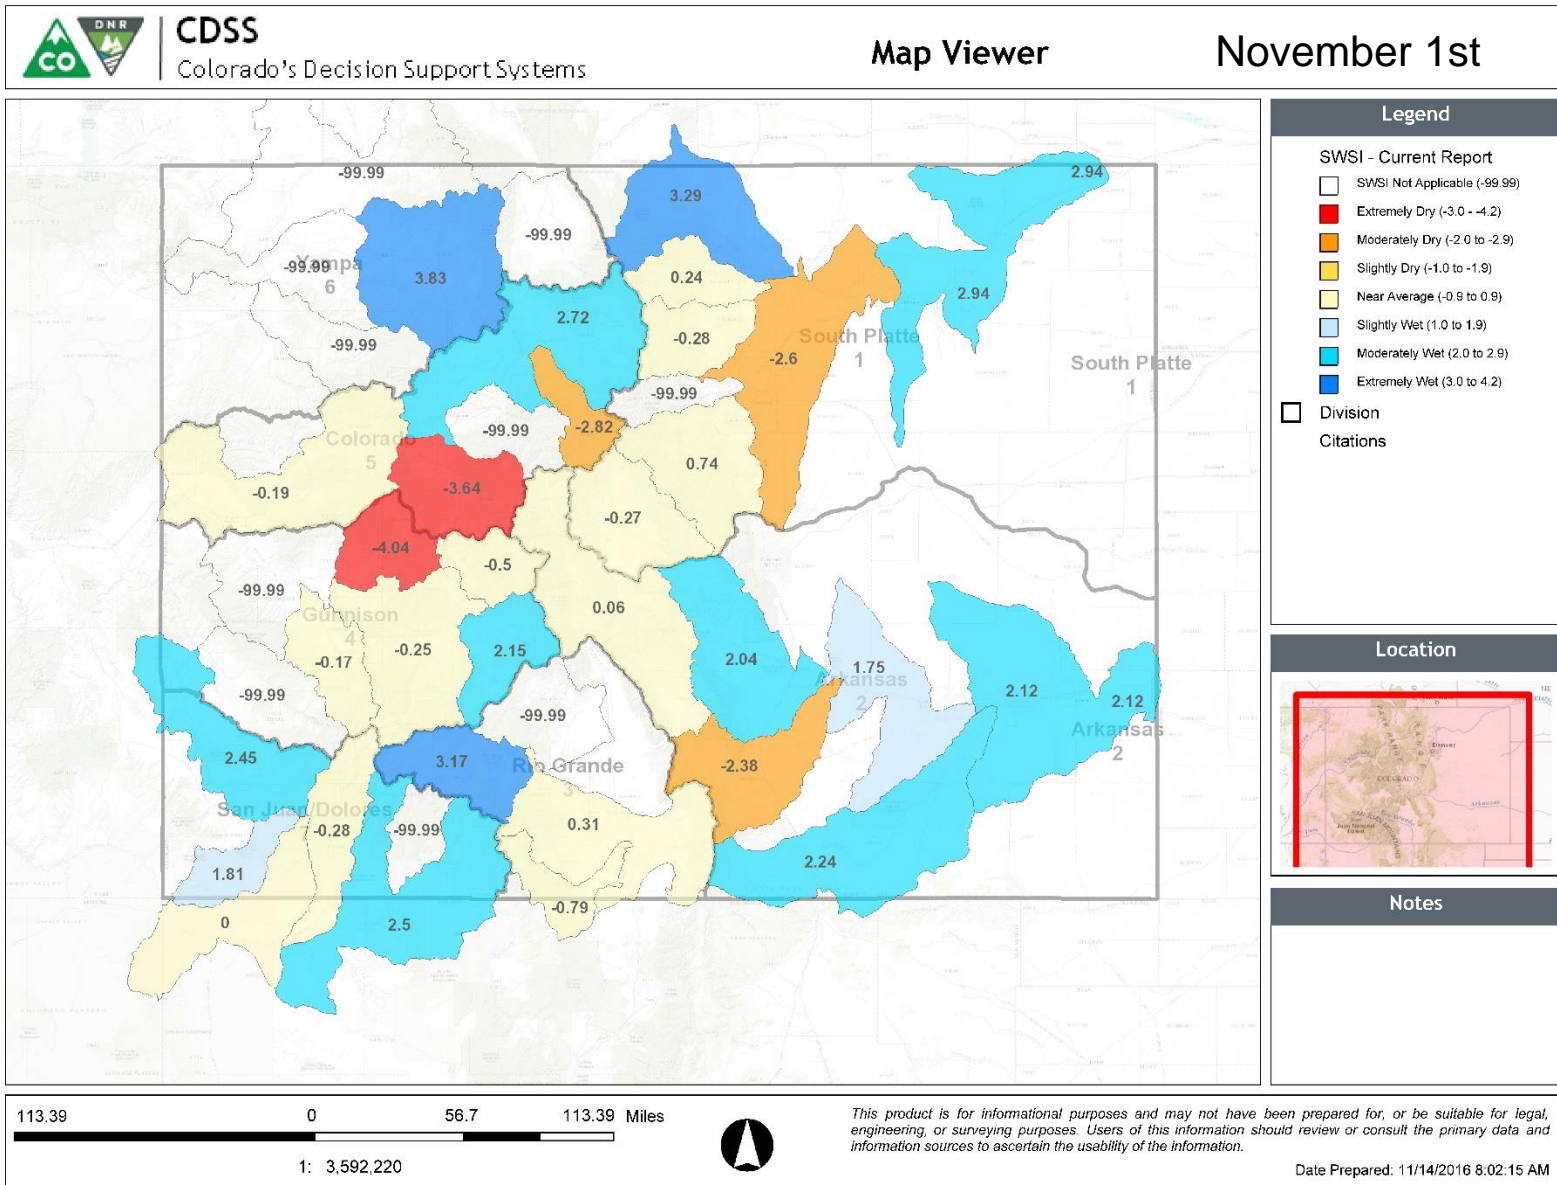 DNR
CO
CDSS
Colorado's Decision Support Systems
Map Viewer
November 1st
-99.99
2.94
3.29
-99.99
-99.99
Yampa
6
3.83
0.24
2.94
2.72
-99.99
-0.28
South Platte
1
-2.6
South Platte
1
-99.99
-2.82
-99.99
Colorado
5
0.74
-0.19
-3.64
-0.27
-4.04
-0.5
-99.99
Gunnison
4
0.06
-0.17
-0.25
2.15
2.04
1.75
Arkansas
2
-99.99
2.12
2.12
-99.99
Arkansas
2
2.45
3.17
Rio Grande
3
-2.38
San Juan/Dolores
-0.28
-99.99
0.31
1.81
2.24
0
2.5
-0.79
Legend
SWSI - Current Report
SWSI Not Applicable (-99.99)
Extremely Dry (-3.0 - -4.2)
Moderately Dry (-2.0 to -2.9)
Slightly Dry (-1.0 to -1.9)
Near Average (-0.9 to 0.9)
Slightly Wet (1.0 to 1.9)
Moderately Wet (2.0 to 2.9)
Extremely Wet (3.0 to 4.2)
Division
Citations
Location
Denver
COLORADO
Notes
113.39 0 56.7 113.39 Miles
1: 3,592,220
This product is for informational purposes and may not have been prepared for, or be suitable for legal,
engineering, or surveying purposes. Users of this information should review or consult the primary data and
information sources to ascertain the usability of the information.
Date Prepared: 11/14/2016 8:02:15 AM